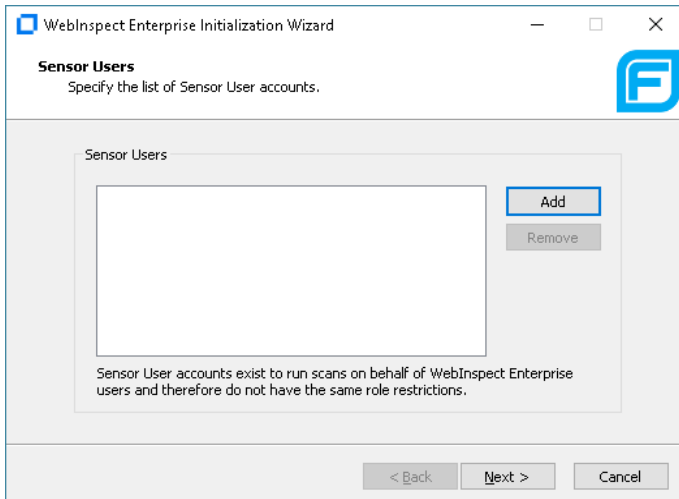 WebInspect Enterprise Initialization Wizard
Sensor Users
Specify the list of Sensor User accounts.
Sensor Users
Add
Remove
Sensor User accounts exist to run scans on behalf of WebInspect Enterprise
users and therefore do not have the same role restrictions.
< Back Next > Cancel